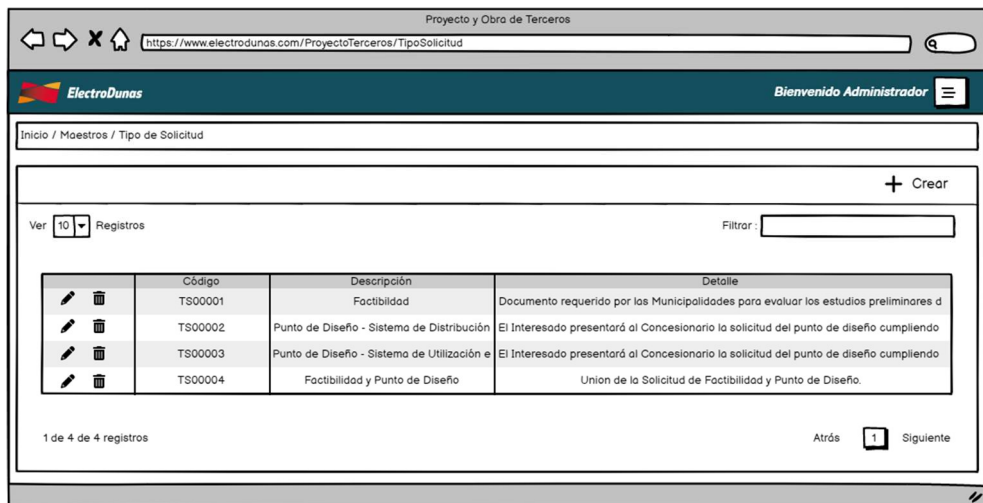 Proyecto y Obra de Terceros
https://www.electrodunas.com/ProyectoTerceros/TipoSolicitud
ElectroDunas
Bienvenido Administrador
Inicio / Maestros / Tipo de Solicitud
Crear
Ver 10 Registros
Filtrar :
Código Descripción Detalle
TS00001 Factibildad Documento requerido por las Municipalidades para evaluar los estudios preliminares d
TS00002 Punto de Diseño - Sistema de Distribución El Interesado presentará al Concesionario la solicitud del punto de diseño cumpliendo
TS00003 Punto de Diseño - Sistema de Utilización e El Interesado presentará al Concesionario la solicitud del punto de diseño cumpliendo
TS00004 Factibilidad y Punto de Diseño Union de la Solicitud de Factibilidad y Punto de Diseño.
1 de 4 de 4 registros
Atrás 1 Siguiente